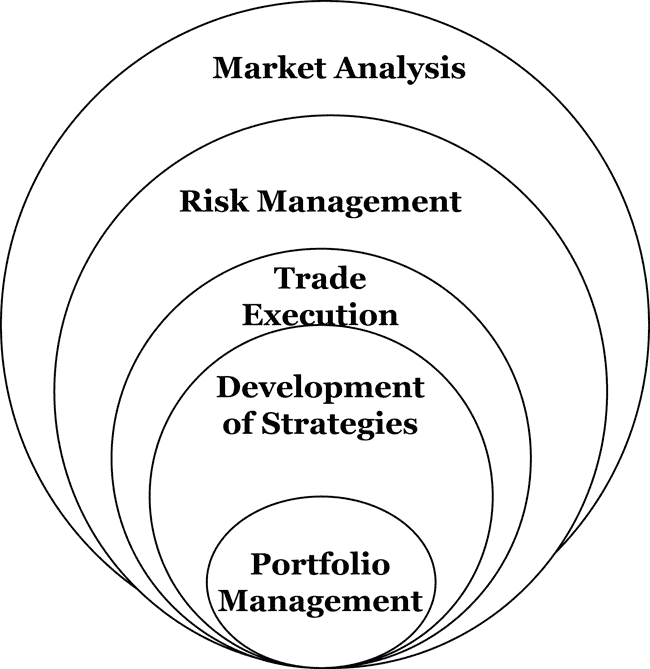 Market Analysis
Risk Management
Trade
Execution
Development
of Strategies
Portfolio
Management